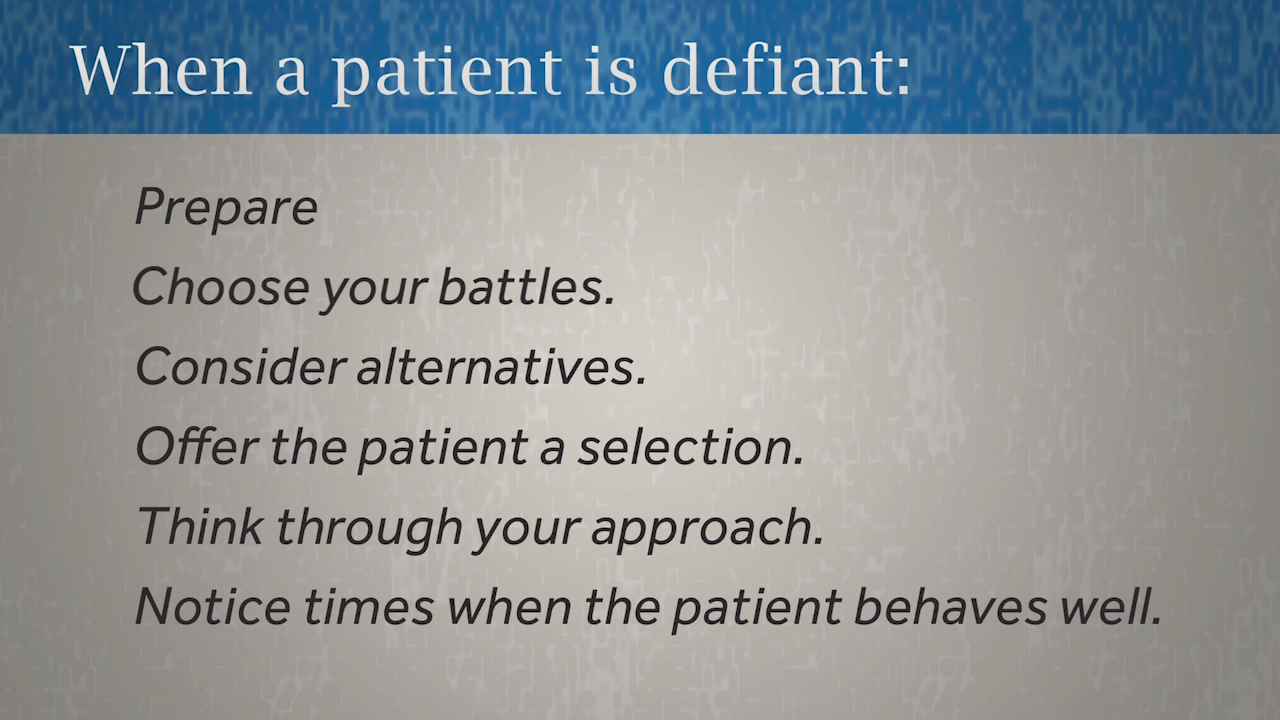 When a patient is defiant:
Prepare
Choose your battles.
Consider alternatives.
Offer the patient a selection.
Think through your approach.
Notice times when the patient behaves well.